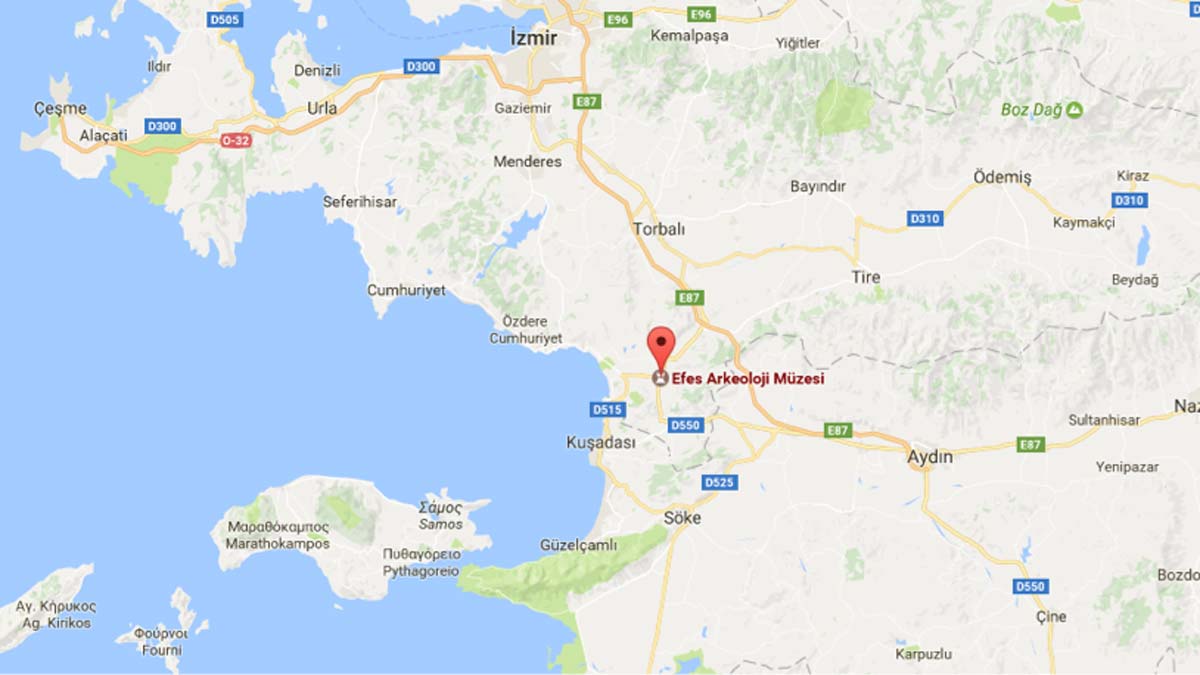 D505
E96
E96
İzmir
Kemalpaşa
Yiğitler
Ildır
Denizli
D300
Çeşme
Urla
Gaziemir
E87
Boz Dağ
Alaçati
D300
O-32
Menderes
Seferihisar
Bayındır
Ödemiş
Kiraz
D310
D310
Kaymakçi
Torbalı
Tire
Beydağ
Cumhuriyet
E87
Özdere
Cumhuriyet
Efes Arkeoloji Müzesi
D515
D550
E87
Kuşadası
Aydın
E87
Sultanhisar
Naz
Yenipazar
D525
Söke
Σάμος
Samos
Μαραθόκαμπος
Marathokampos
Πυθαγόρειο
Pythagoreio
Güzelçamlı
D550
Bozdo
Αγ. Κήρυκος
Ag. Kirikos
Φούρνοι
Fourni
Çine
Karpuzlu